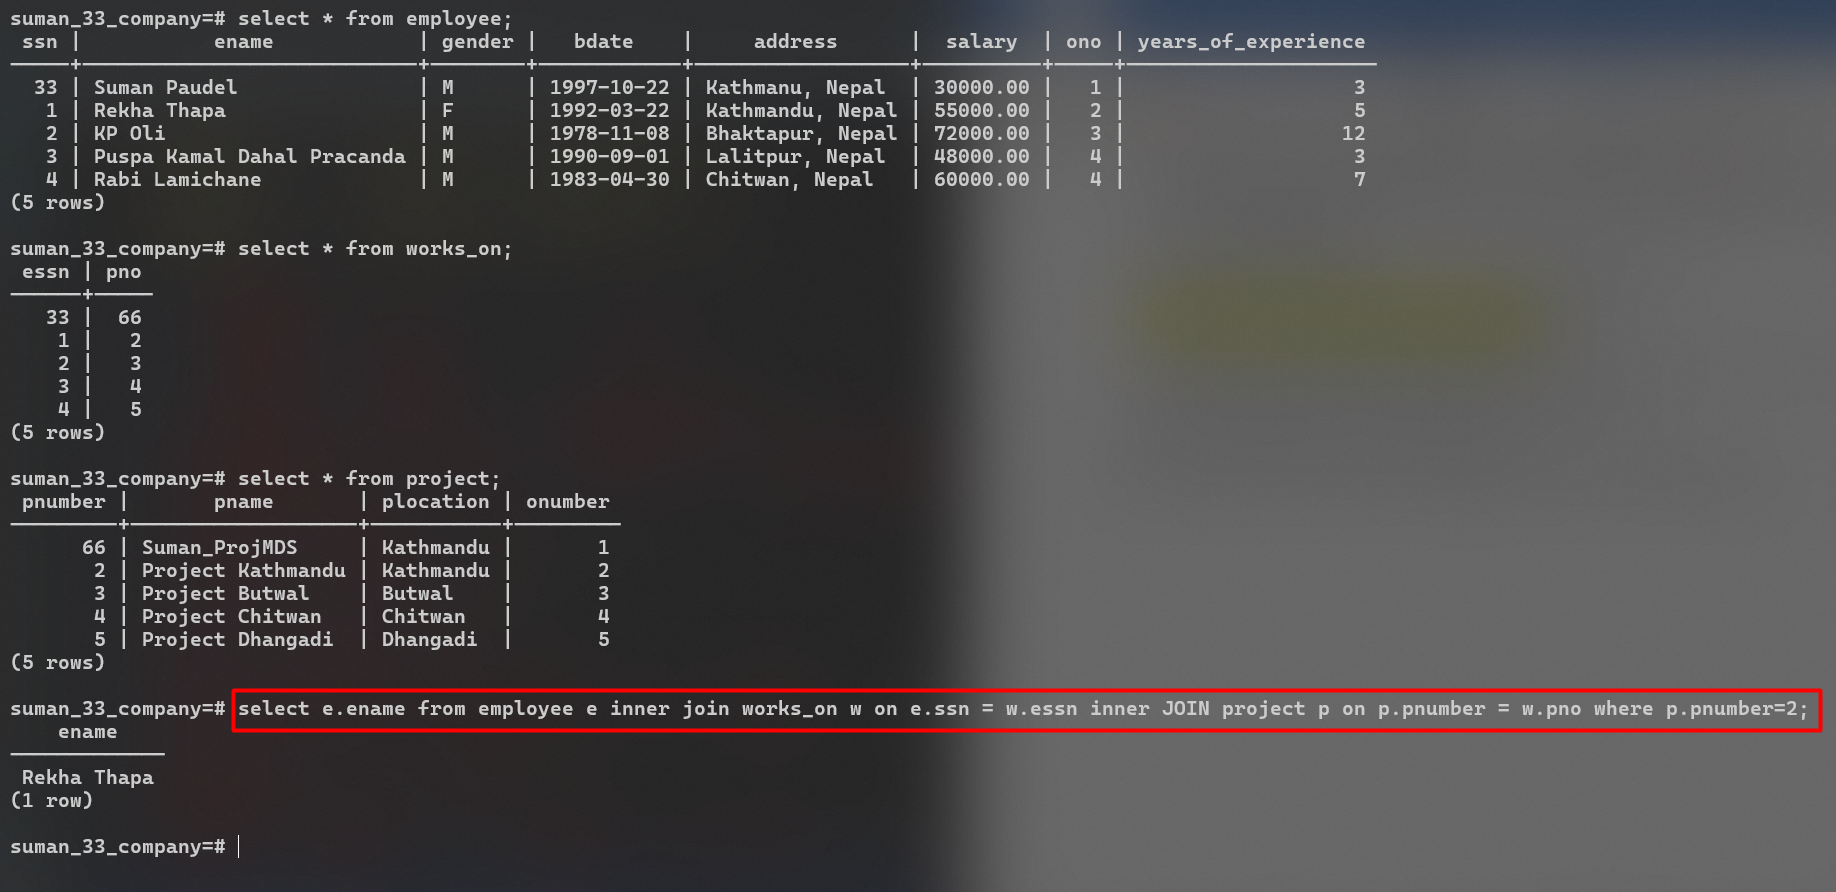 suman_33_company=# select * from employee;
 ssn |           ename            | gender |   bdate    |     address      |  salary  | ono | years_of_experience
-----+----------------------------+--------+------------+------------------+----------+-----+---------------------
  33 | Suman Paudel               | M      | 1997-10-22 | Kathmanu, Nepal  | 30000.00 |   1 |                   3
   1 | Rekha Thapa                | F      | 1992-03-22 | Kathmandu, Nepal | 55000.00 |   2 |                   5
   2 | KP Oli                     | M      | 1978-11-08 | Bhaktapur, Nepal | 72000.00 |   3 |                  12
   3 | Puspa Kamal Dahal Pracanda | M      | 1990-09-01 | Lalitpur, Nepal  | 48000.00 |   4 |                   3
   4 | Rabi Lamichane             | M      | 1983-04-30 | Chitwan, Nepal   | 60000.00 |   4 |                   7
(5 rows)
suman_33_company=# select * from works_on;
 essn | pno
------+-----
   33 |  66
    1 |   2
    2 |   3
    3 |   4
    4 |   5
(5 rows)
suman_33_company=# select * from project;
 pnumber |       pname       | plocation | onumber
---------+-------------------+-----------+---------
      66 | Suman_ProjMDS     | Kathmandu |       1
       2 | Project Kathmandu | Kathmandu |       2
       3 | Project Butwal    | Butwal    |       3
       4 | Project Chitwan   | Chitwan   |       4
       5 | Project Dhangadi  | Dhangadi  |       5
(5 rows)
suman_33_company=# select e.ename from employee e inner join works_on w on e.ssn = w.essn inner JOIN project p on p.pnumber = w.pno where p.pnumber=2;
    ename
-------------
 Rekha Thapa
(1 row)
suman_33_company=#